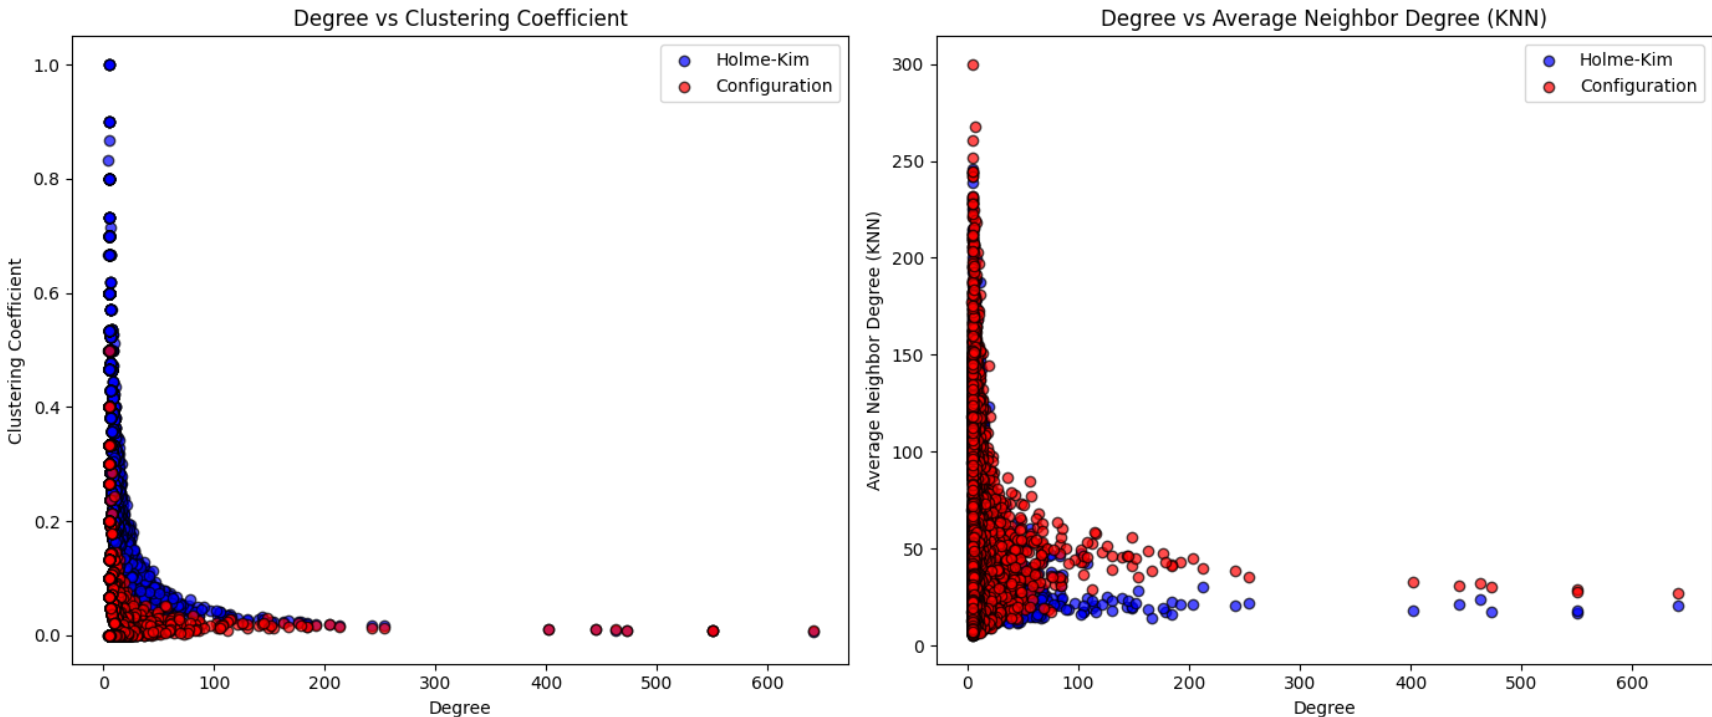 Degree vs Clustering Coefficient
Holme-Kim
Configuration
Clustering Coefficient
1.0
0.8
0.6
0.4
0.2
0.0
0 100 200 300 400 500 600
Degree
Degree vs Average Neighbor Degree (KNN)
Holme-Kim
Configuration
Average Neighbor Degree (KNN)
300
250
200
150
100
50
0
0 100 200 300 400 500 600
Degree